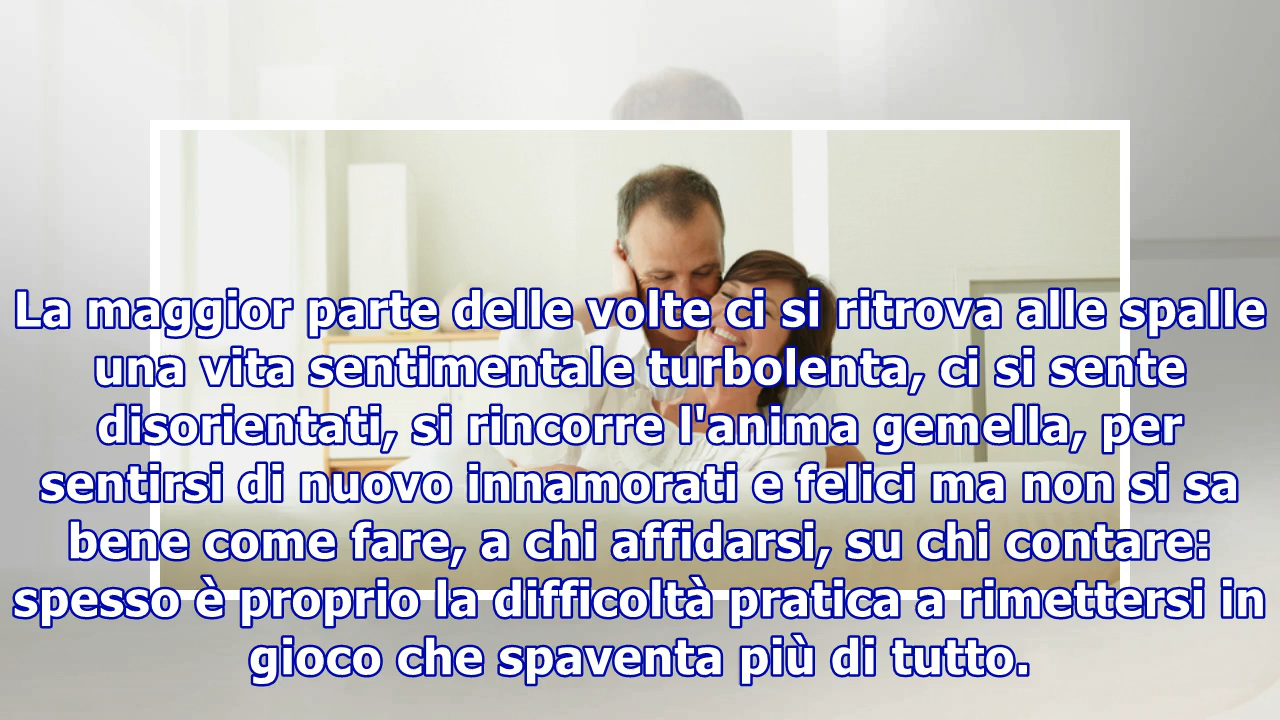 La maggior parte delle volte ci si ritrova alle spalle
una vita sentimentale turbolenta, ci si sente
disorientati, si rincorre l'anima gemella, per
sentirsi di nuovo innamorati e felici ma non si sa
bene come fare, a chi affidarsi, su chi contare:
spesso è proprio la difficoltà pratica a rimettersi in
gioco che spaventa più di tutto.